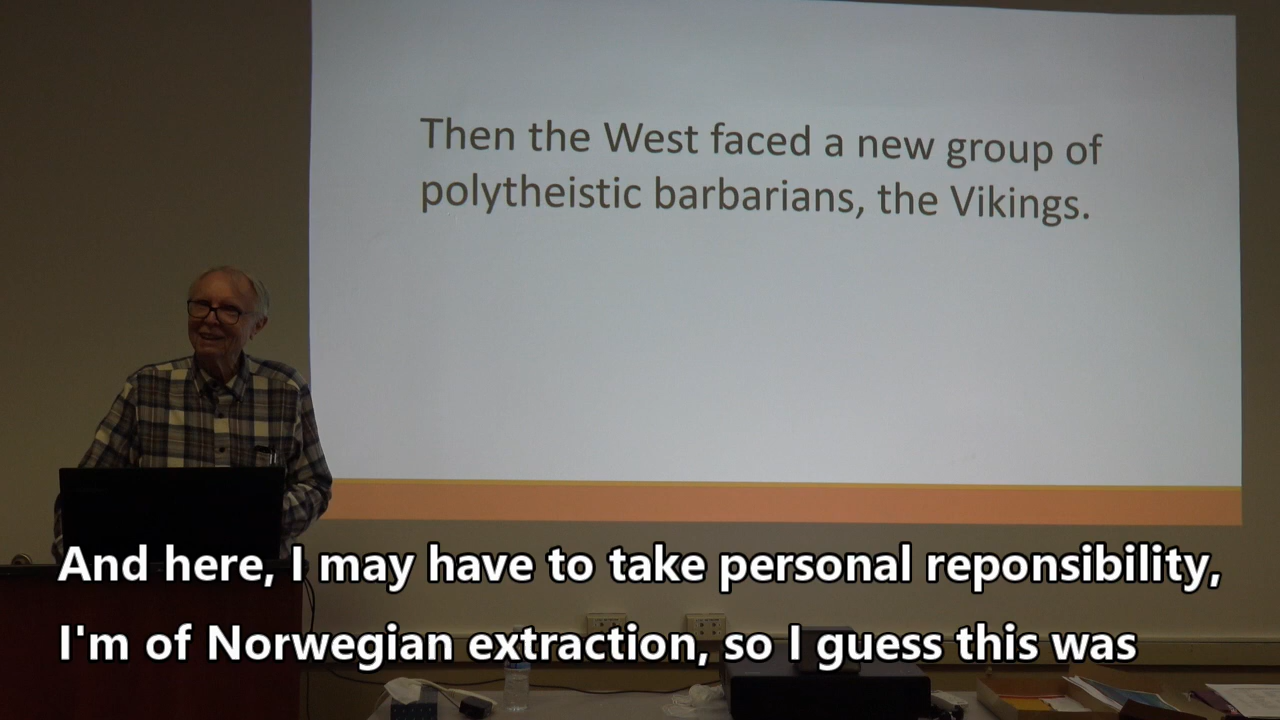 Then the West faced a new group of
polytheistic barbarians, the Vikings.
And here, I may have to take personal reponsibility,
I'm of Norwegian extraction, so I guess this was